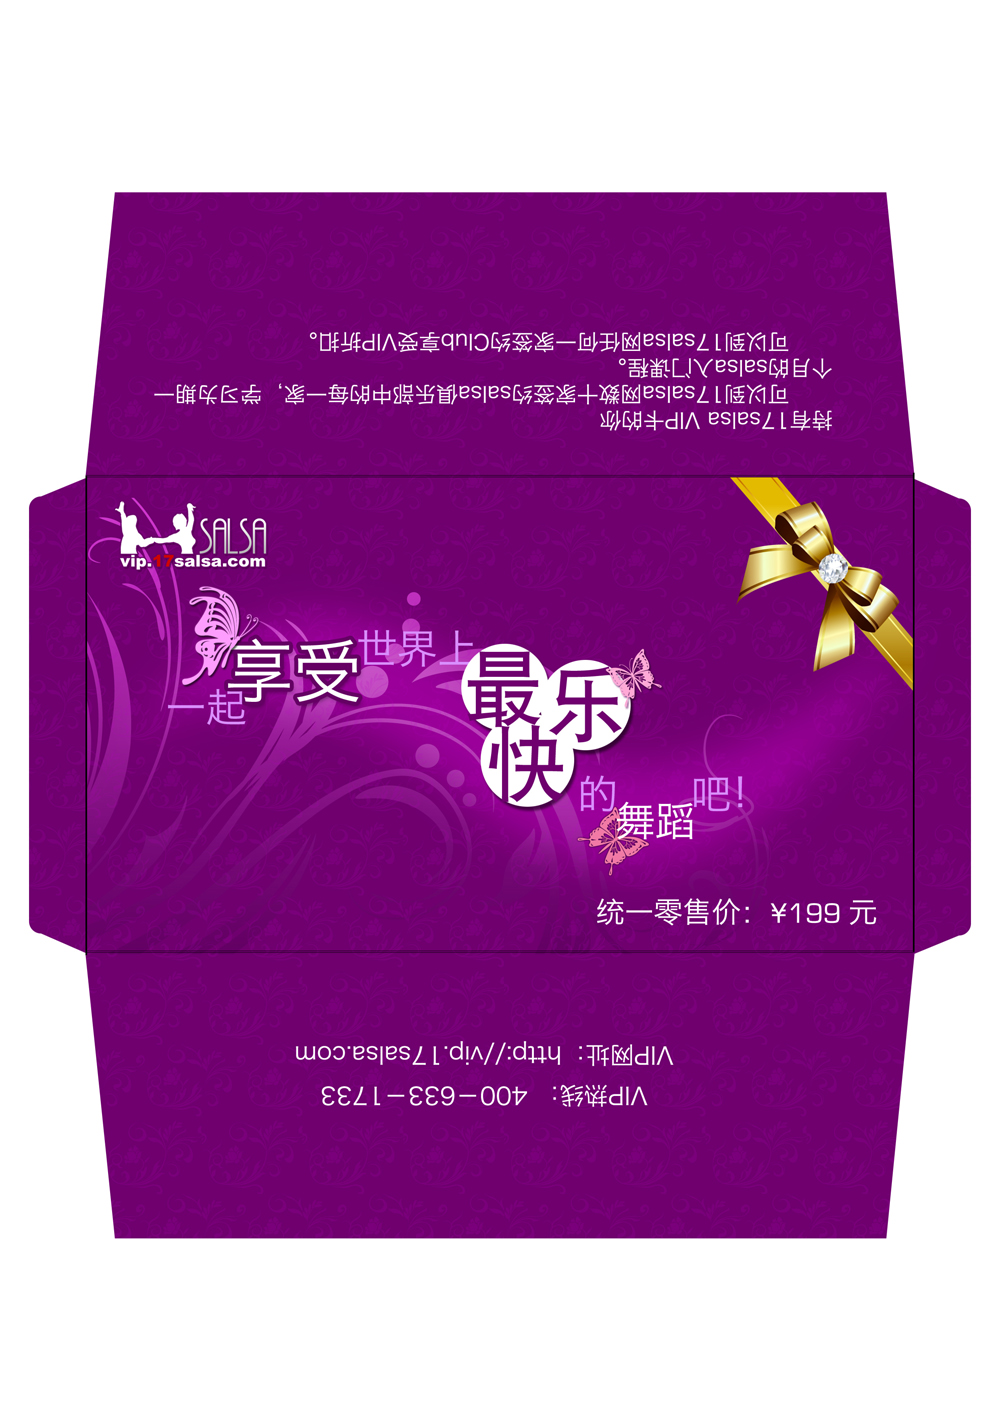 持有17salsa VIP卡的你
可以到17salsa网数十家签约salsa俱乐部中的每一家，学习为期一
个月的salsa入门课程。
可以到17salsa网任何一家签约Club享受VIP折扣。
SALSA
vip.17salsa.com
一起享受世界上
最快乐
的舞蹈吧！
统一零售价：¥199 元
VIP热线： 400-633-1733
VIP网址：http://vip.17salsa.com